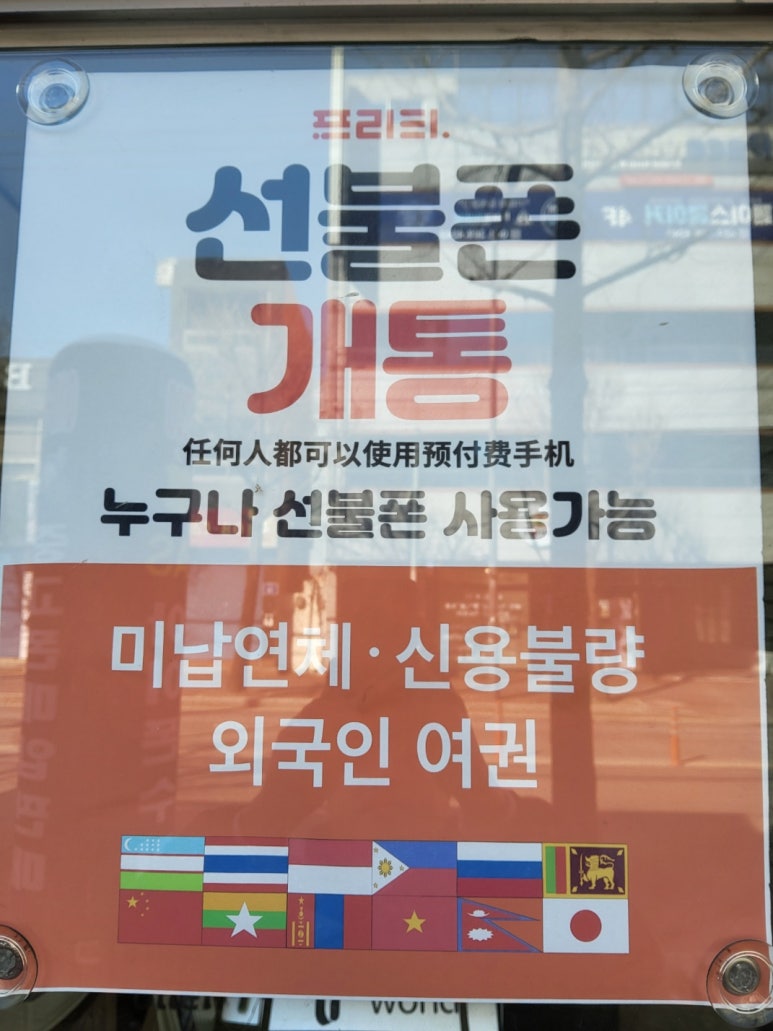 프리티.
선불폰
개통
任何人都可以使用预付费手机
누구나 선불폰 사용가능
미납연체·신용불량
외국인 여권